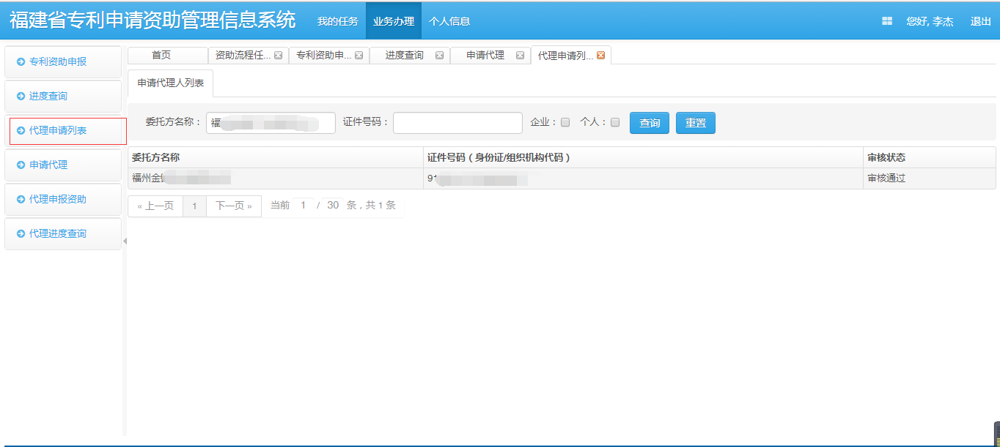 福建省专利申请资助管理信息系统 我的任务 业务办理 个人信息 您好, 李杰 退出
专利资助申报
进度查询
代理申请列表
申请代理
代理申报资助
代理进度查询
首页 资助流程任... 专利资助申... 进度查询 申请代理 代理申请列...
申请代理人列表
委托方名称： 福 证件号码： 企业： 个人： 查询 重置
委托方名称 证件号码（身份证/组织机构代码） 审核状态
福州金 9 审核通过
« 上一页 1 下一页 » 当前 1 / 30 条，共 1 条